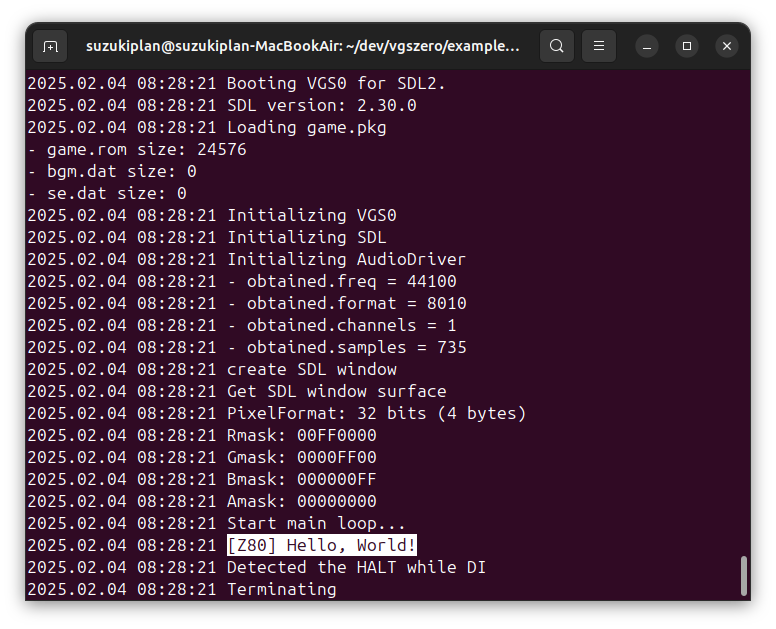 suzukiplan@suzukiplan-MacBookAir: ~/dev/vgszero/example...
2025.02.04 08:28:21 Booting VGS0 for SDL2.
2025.02.04 08:28:21 SDL version: 2.30.0
2025.02.04 08:28:21 Loading game.pkg
- game.rom size: 24576
- bgm.dat size: 0
- se.dat size: 0
2025.02.04 08:28:21 Initializing VGS0
2025.02.04 08:28:21 Initializing SDL
2025.02.04 08:28:21 Initializing AudioDriver
2025.02.04 08:28:21 - obtained.freq = 44100
2025.02.04 08:28:21 - obtained.format = 8010
2025.02.04 08:28:21 - obtained.channels = 1
2025.02.04 08:28:21 - obtained.samples = 735
2025.02.04 08:28:21 create SDL window
2025.02.04 08:28:21 Get SDL window surface
2025.02.04 08:28:21 PixelFormat: 32 bits (4 bytes)
2025.02.04 08:28:21 Rmask: 00FF0000
2025.02.04 08:28:21 Gmask: 0000FF00
2025.02.04 08:28:21 Bmask: 000000FF
2025.02.04 08:28:21 Amask: 00000000
2025.02.04 08:28:21 Start main loop...
2025.02.04 08:28:21 [Z80] Hello, World!
2025.02.04 08:28:21 Detected the HALT while DI
2025.02.04 08:28:21 Terminating